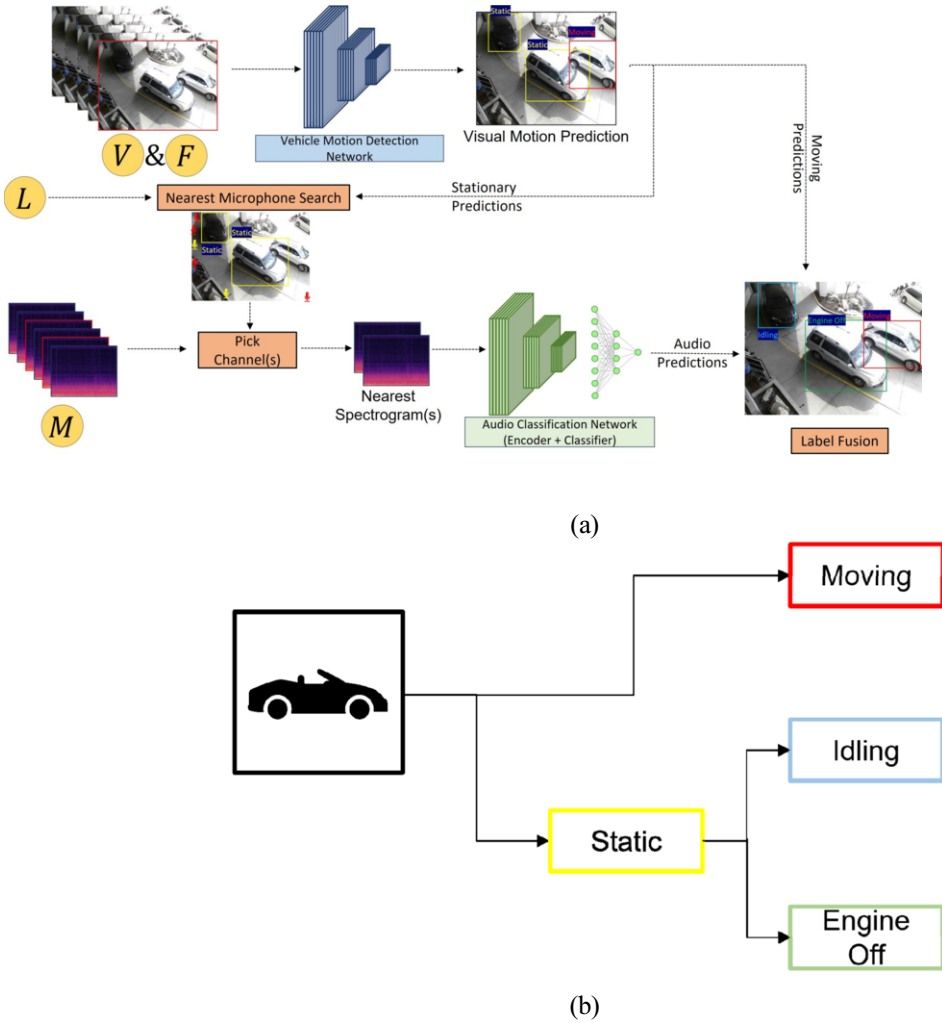 Static
Static
Moving
Visual Motion Prediction
V & F
Vehicle Motion Detection
Network
Moving
Predictions
L
Nearest Microphone Search
Stationary
Predictions
Static
Static
M
Pick
Channel(s)
Nearest
Spectrogram(s)
Audio Classification Network
(Encoder + Classifier)
Audio
Predictions
Idling
Engine Off
Moving
Label Fusion
(a)
Moving
Idling
Static
Engine
Off
(b)